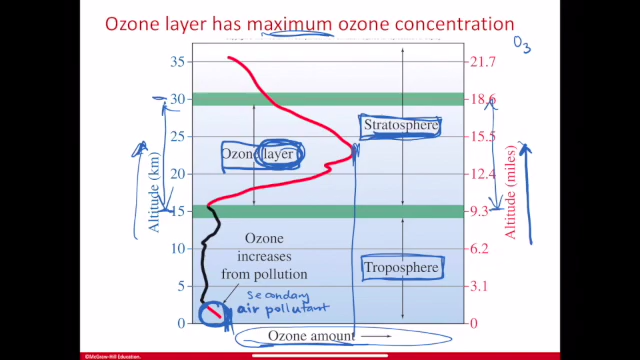 Ozone layer has maximum ozone concentration
O3
35
30
25
20
15
10
5
0
Altitude (km)
21.7
18.6
15.5
12.4
9.3
6.2
3.1
0
Altitude (miles)
Stratosphere
Ozone layer
Troposphere
Ozone
increases
from pollution
secondary
air pollutant
Ozone amount
©McGraw-Hill Education.